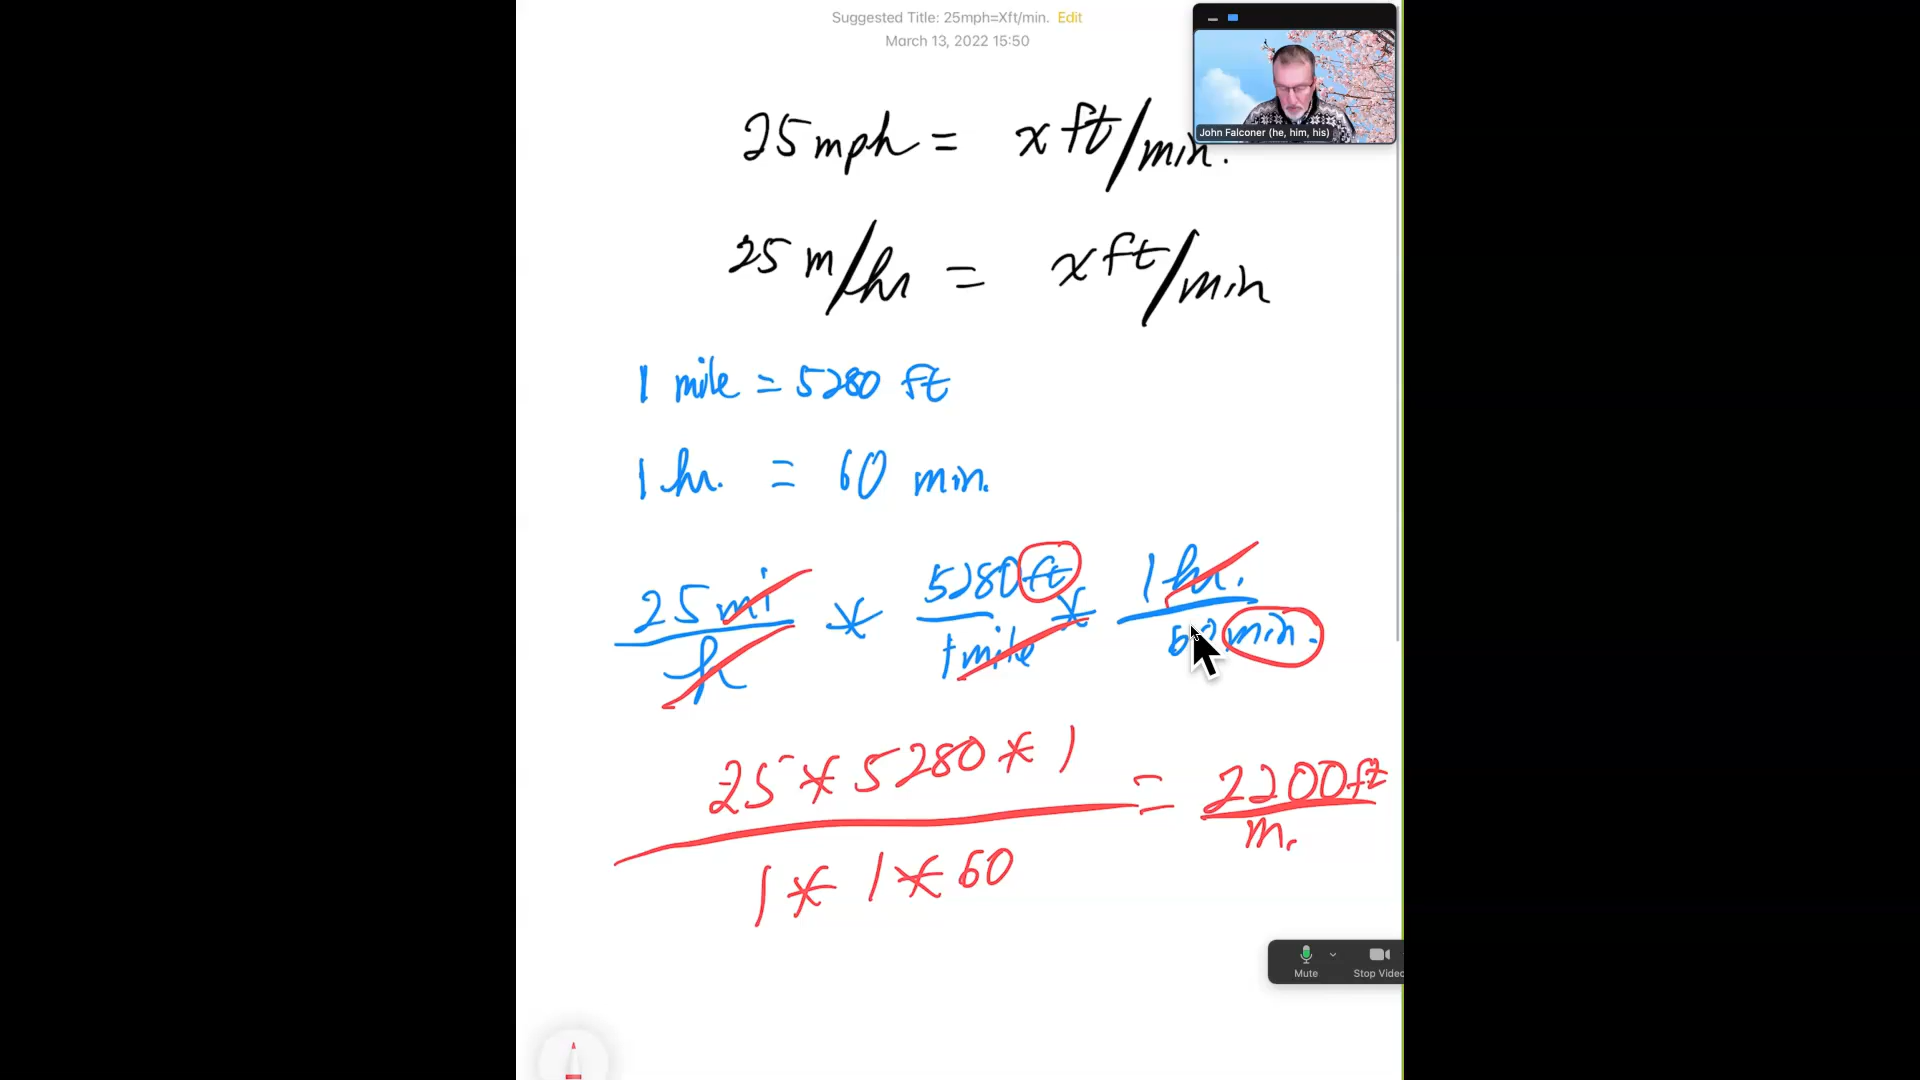 Suggested Title: 25mph=Xft/min. Edit
March 13, 2022 15:50
John Falconer (he, him, his)
25 mph = x ft/min.
25 m/hr = x ft/min
1 mile = 5280 ft
1 hr. = 60 min.
25 mi * 5280 ft * 1 hr.
h 1 mile 60 min.
25 * 5280 * 1 = 2200 ft
1 * 1 * 60 m.
Mute Stop Video